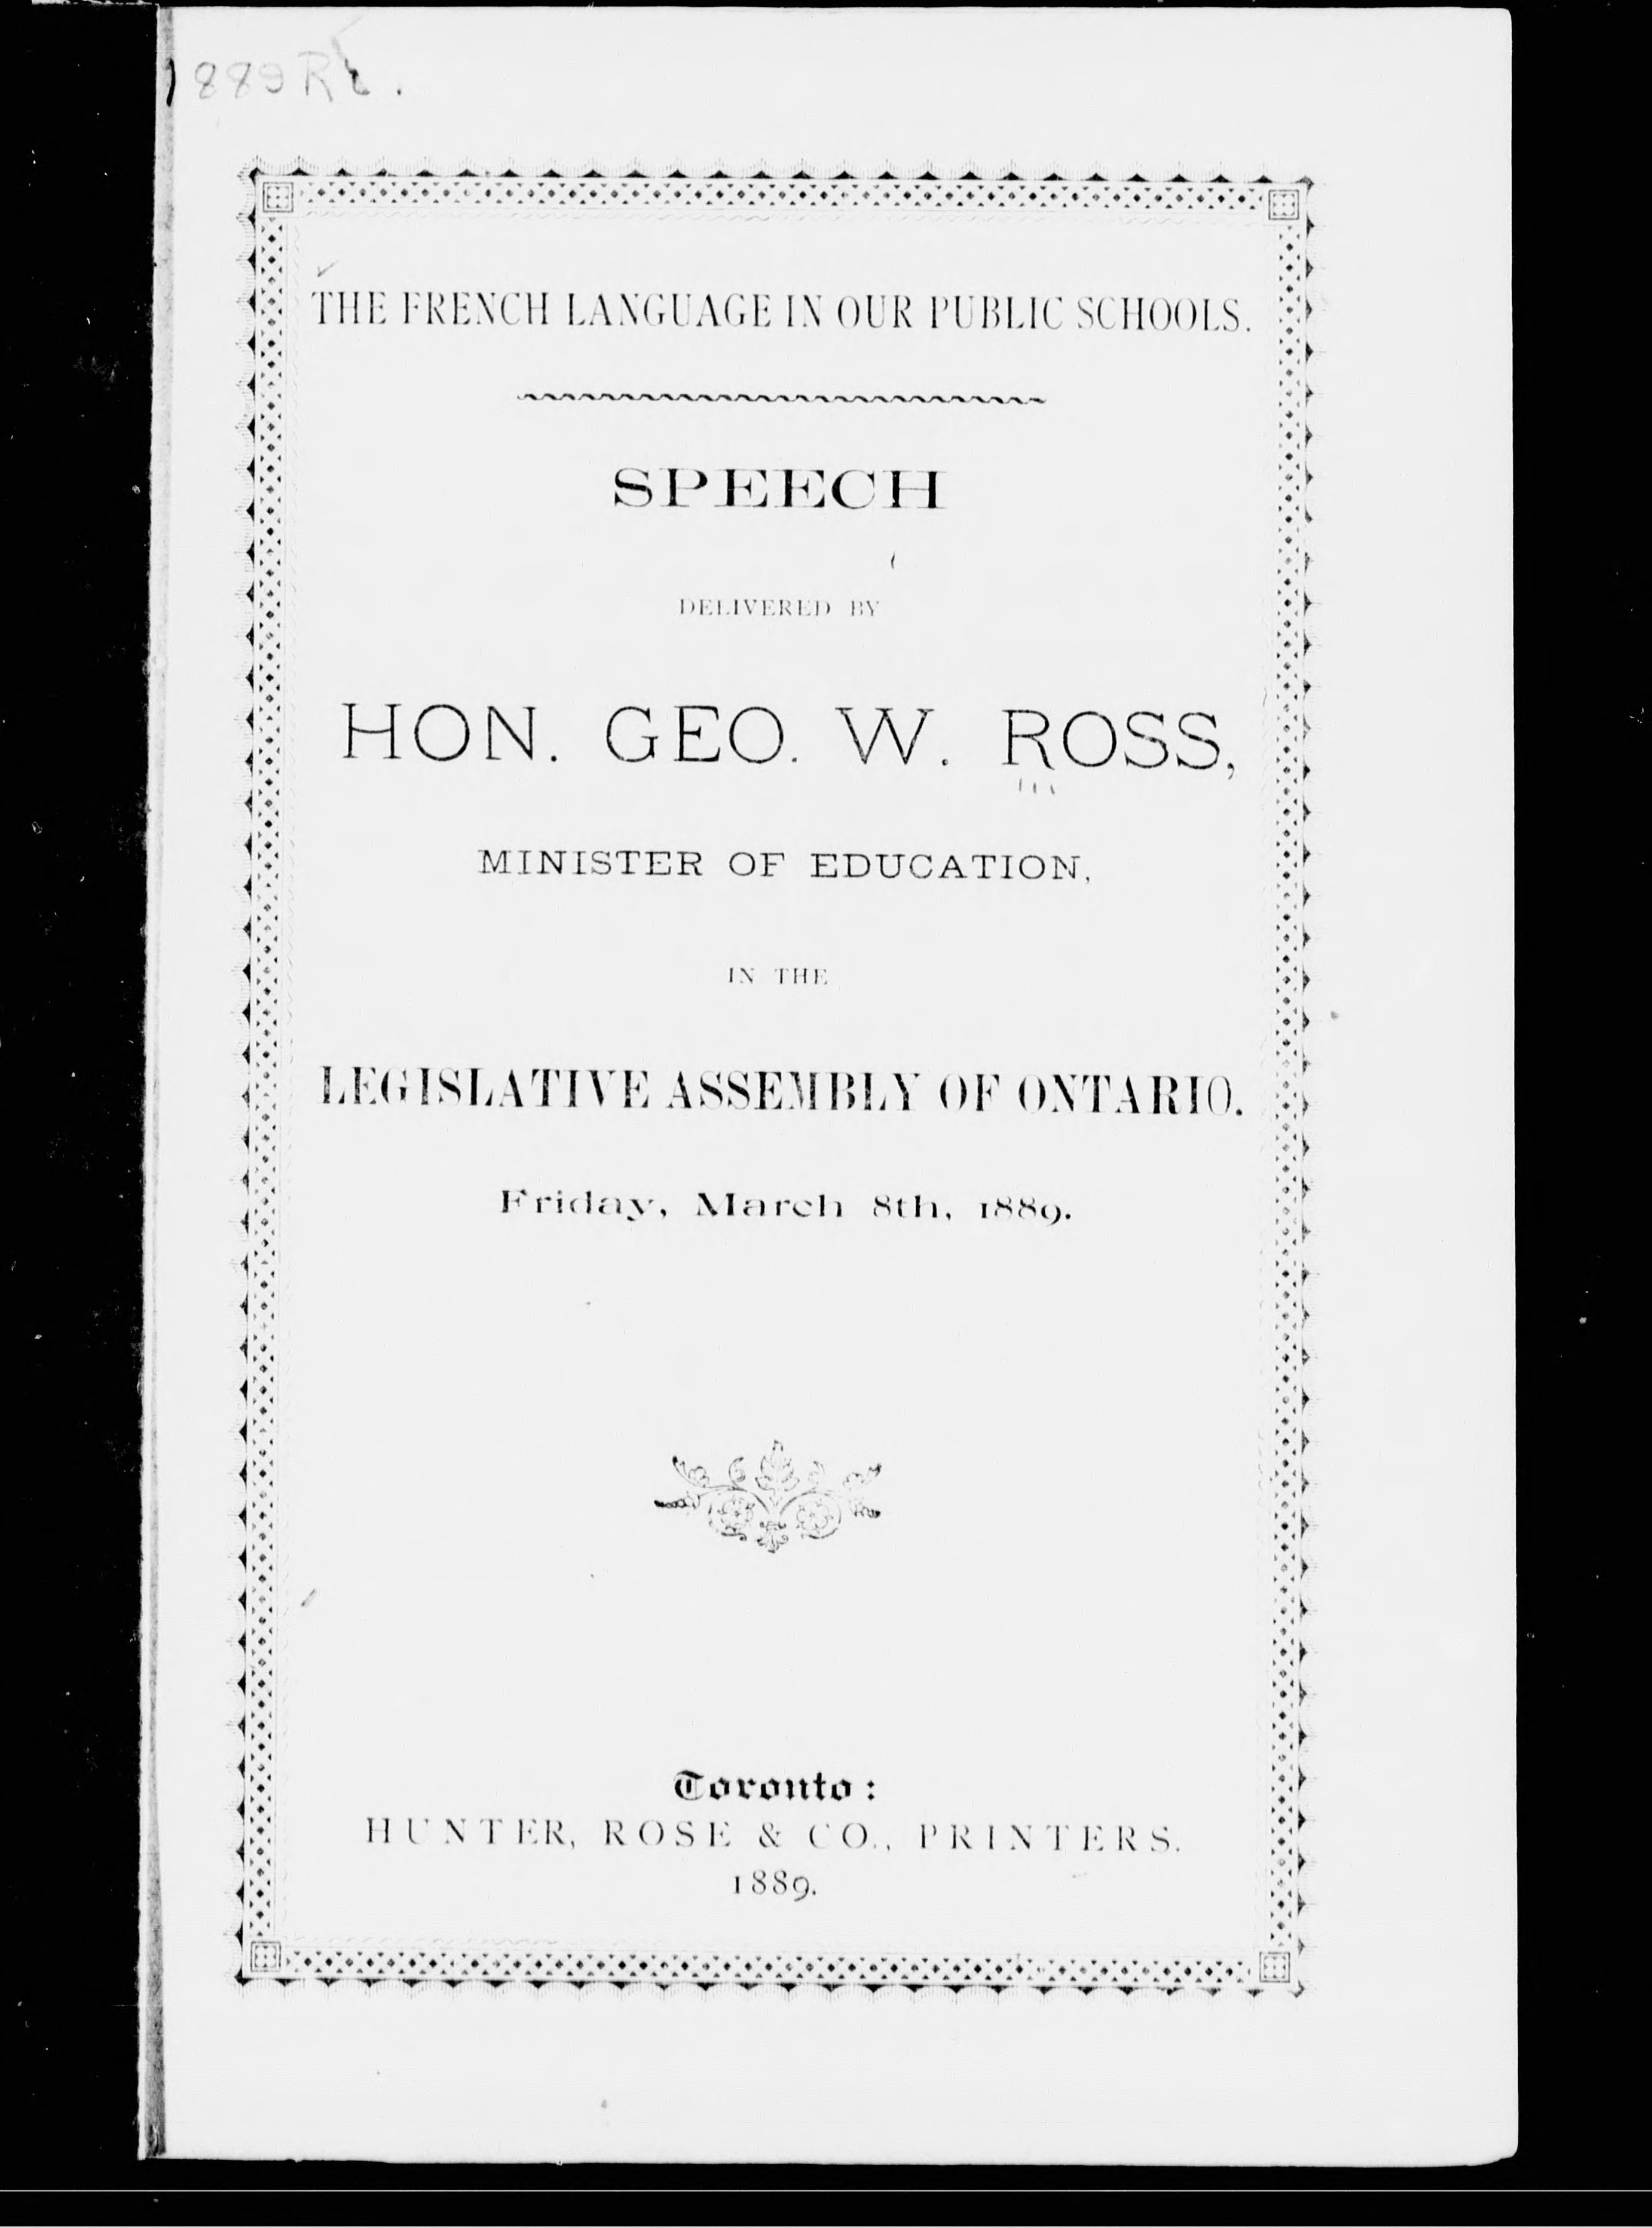 THE FRENCH LANGUAGE IN OUR PUBLIC SCHOOLS.
SPEECH
DELIVERED BY
HON. GEO. W. ROSS,
MINISTER OF EDUCATION,
IN THE
LEGISLATIVE ASSEMBLY OF ONTARIO.
Friday, March 8th, 1889.
Toronto:
HUNTER, ROSE & CO., PRINTERS.
1889.